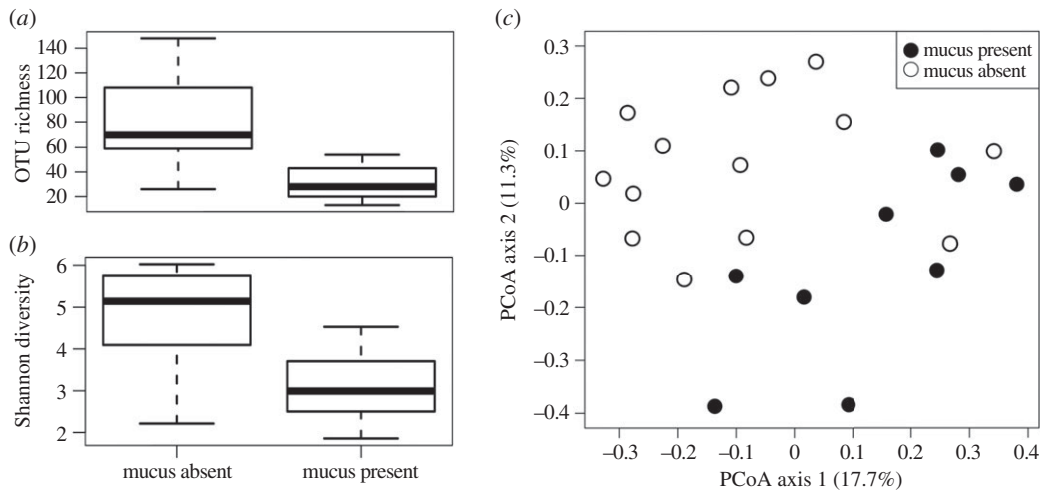 (a)
OTU richness
140
120
100
80
60
40
20
(b)
Shannon diversity
6
5
4
3
2
mucus absent
mucus present
(c)
PCoA axis 2 (11.3%)
0.3
0.2
0.1
0
–0.1
–0.2
–0.3
–0.4
mucus present
mucus absent
–0.3
–0.2
–0.1
0
0.1
0.2
0.3
0.4
PCoA axis 1 (17.7%)